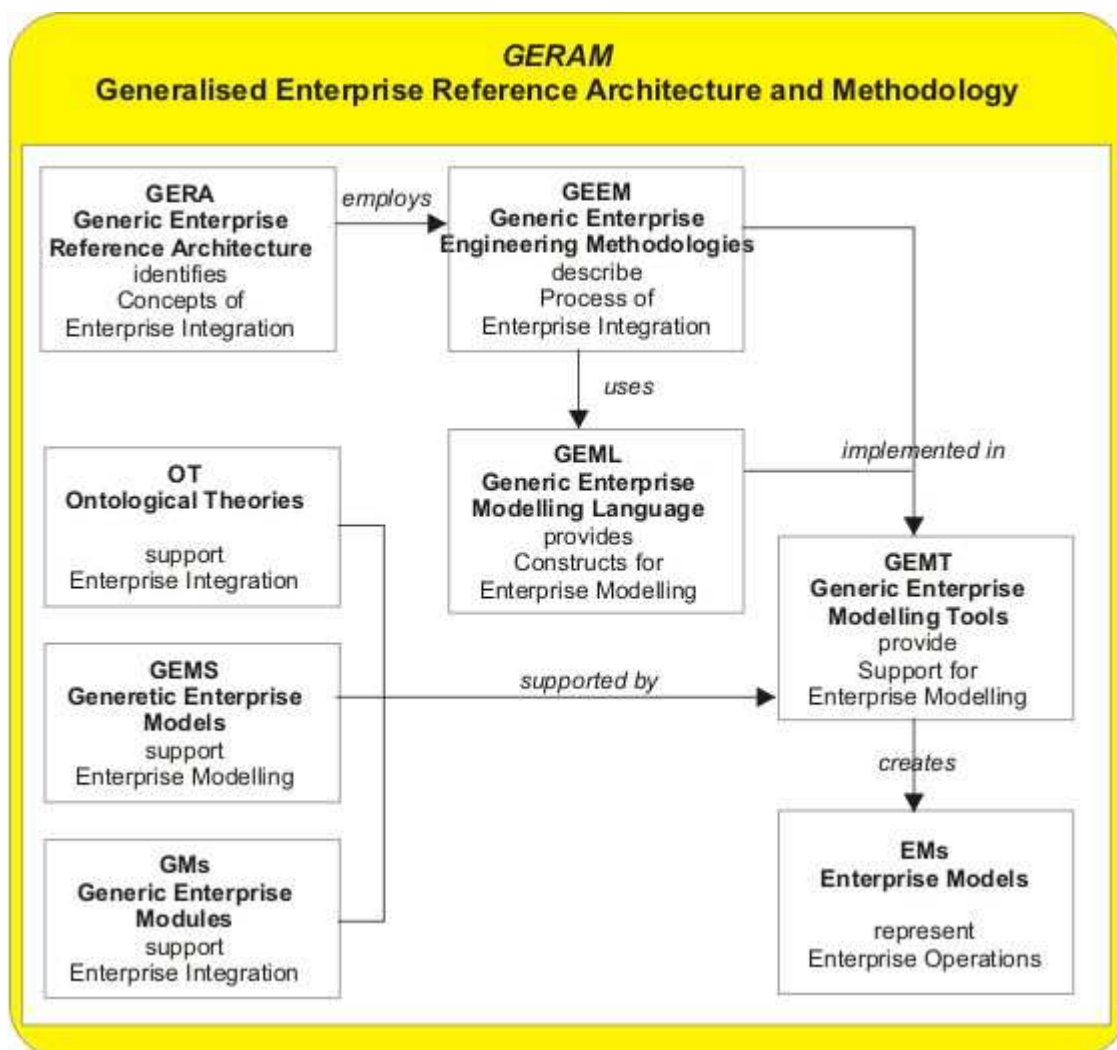 GERAM
Generalised Enterprise Reference Architecture and Methodology
GERA
Generic Enterprise
Reference Architecture
identifies
Concepts of
Enterprise Integration
employs
GEEM
Generic Enterprise
Engineering Methodologies
describe
Process of
Enterprise Integration
uses
OT
Ontological Theories
support
Enterprise Integration
GEML
Generic Enterprise
Modelling Language
provides
Constructs for
Enterprise Modelling
implemented in
GEMT
Generic Enterprise
Modelling Tools
provide
Support for
Enterprise Modelling
GEMS
Generetic Enterprise
Models
support
Enterprise Modelling
supported by
creates
GMs
Generic Enterprise
Modules
support
Enterprise Integration
EMs
Enterprise Models
represent
Enterprise Operations